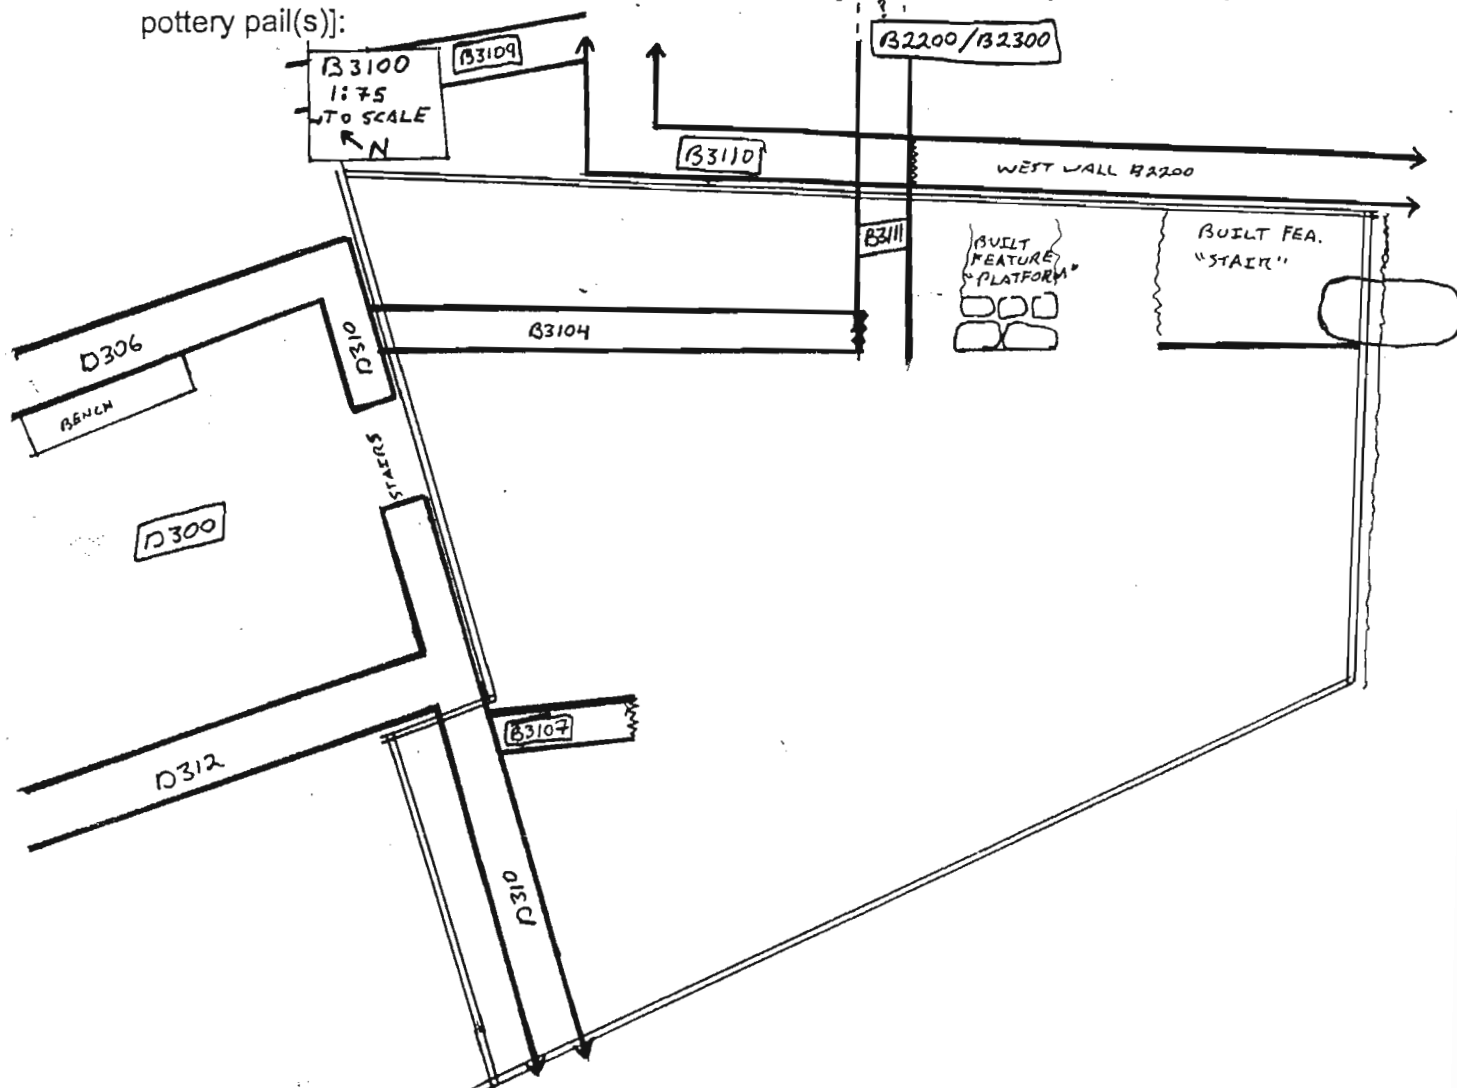 pottery pail(s)]:
?
B2200/B2300
B3109
B3100
1:75
~TO SCALE
N
B3110
WEST WALL B2200
B3111
BUILT
FEATURE
"PLATFORM"
BUILT FEA.
"STAIR"
D306
D310
B3104
BENCH
STAIRS
D300
B3107
D312
D310